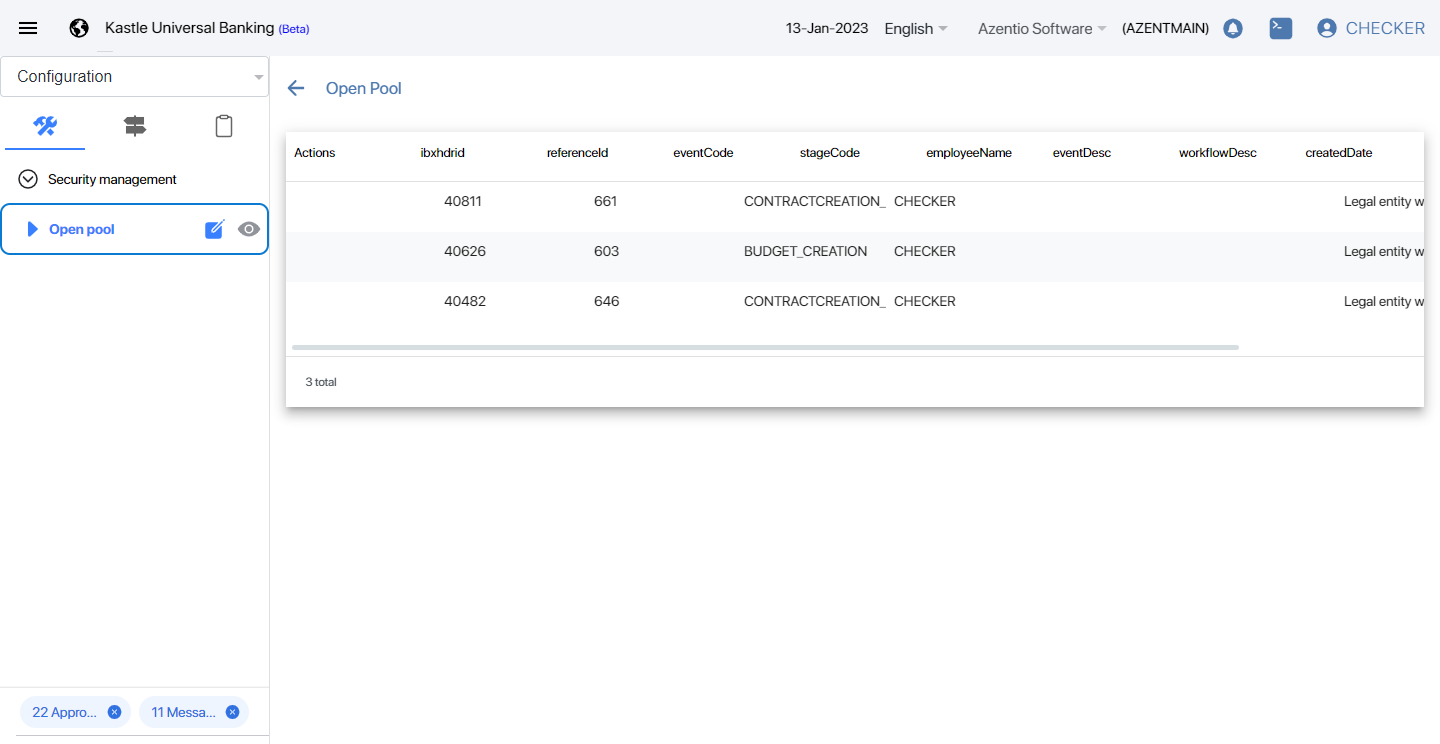 Kastle Universal Banking (Beta) 13-Jan-2023 English Azentio Software (AZENTMAIN) CHECKER
Configuration
Open Pool
Security management
Open pool
Actions ibxhdrid referenceId eventCode stageCode employeeName eventDesc workflowDesc createdDate
40811 661 CONTRACTCREATION_ CHECKER Legal entity w
40626 603 BUDGET_CREATION CHECKER Legal entity w
40482 646 CONTRACTCREATION_ CHECKER Legal entity w
3 total
22 Appro... 11 Messa...